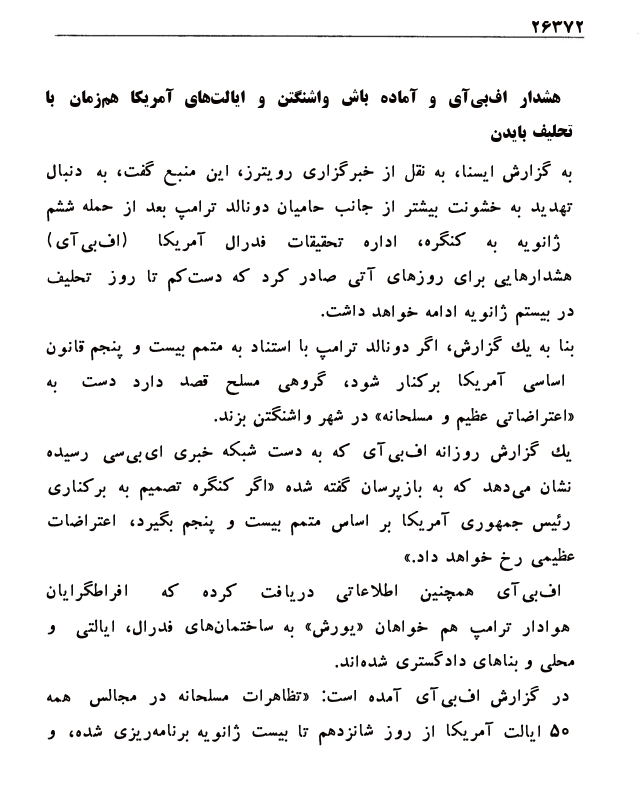 ۲۶۳۷۲
هشدار اف‌بی‌آی و آماده باش واشنگتن و ایالت‌های آمریکا هم‌زمان با
تحلیف بایدن
به گزارش ایسنا، به نقل از خبرگزاری رویترز، این منبع گفت، به دنبال
تهدید به خشونت بیشتر از جانب حامیان دونالد ترامپ بعد از حمله ششم
ژانویه به کنگره، اداره تحقیقات فدرال آمریکا (اف‌بی‌آی)
هشدارهایی برای روزهای آتی صادر کرد که دست‌کم تا روز تحلیف
در بیستم ژانویه ادامه خواهد داشت.
بنا به یك گزارش، اگر دونالد ترامپ با استناد به متمم بیست و پنجم قانون
اساسی آمریکا برکنار شود، گروهی مسلح قصد دارد دست به
«اعتراضاتی عظیم و مسلحانه» در شهر واشنگتن بزند.
یك گزارش روزانه اف‌بی‌آی که به دست شبکه خبری ای‌بی‌سی رسیده
نشان می‌دهد که به بازپرسان گفته شده «اگر کنگره تصمیم به برکناری
رئیس جمهوری آمریکا بر اساس متمم بیست و پنجم بگیرد، اعتراضات
عظیمی رخ خواهد داد.»
اف‌بی‌آی همچنین اطلاعاتی دریافت کرده که افراطگرایان
هوادار ترامپ هم خواهان «یورش» به ساختمان‌های فدرال، ایالتی و
محلی و بناهای دادگستری شده‌اند.
در گزارش اف‌بی‌آی آمده است: «تظاهرات مسلحانه در مجالس همه
۵۰ ایالت آمریکا از روز شانزدهم تا بیست ژانویه برنامه‌ریزی شده، و